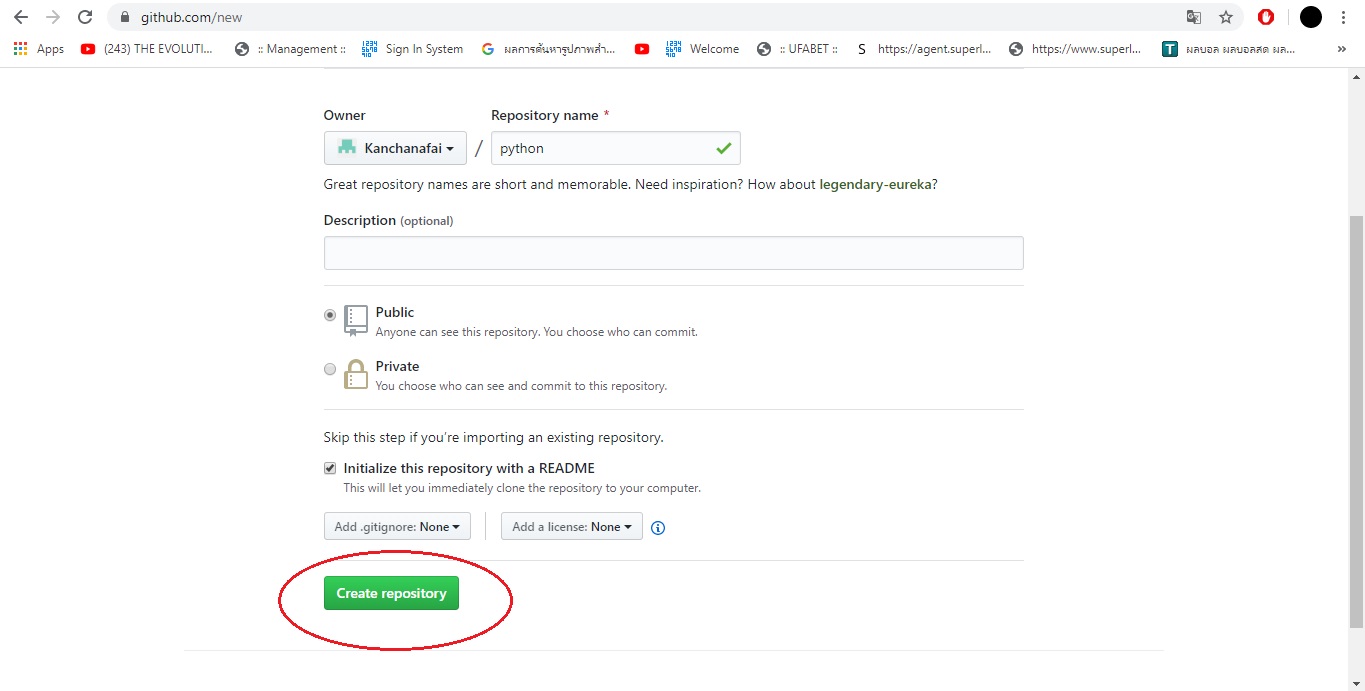 github.com/new
Apps (243) THE EVOLUTI... :: Management :: Sign In System ผลการค้นหารูปภาพสำ... Welcome :: UFABET :: S https://agent.superl... https://www.superl... T ผลบอล ผลบอลสด ผล... »
Owner Repository name *
Kanchanafai / python
Great repository names are short and memorable. Need inspiration? How about legendary-eureka?
Description (optional)
Public
Anyone can see this repository. You choose who can commit.
Private
You choose who can see and commit to this repository.
Skip this step if you’re importing an existing repository.
Initialize this repository with a README
This will let you immediately clone the repository to your computer.
Add .gitignore: None Add a license: None
Create repository